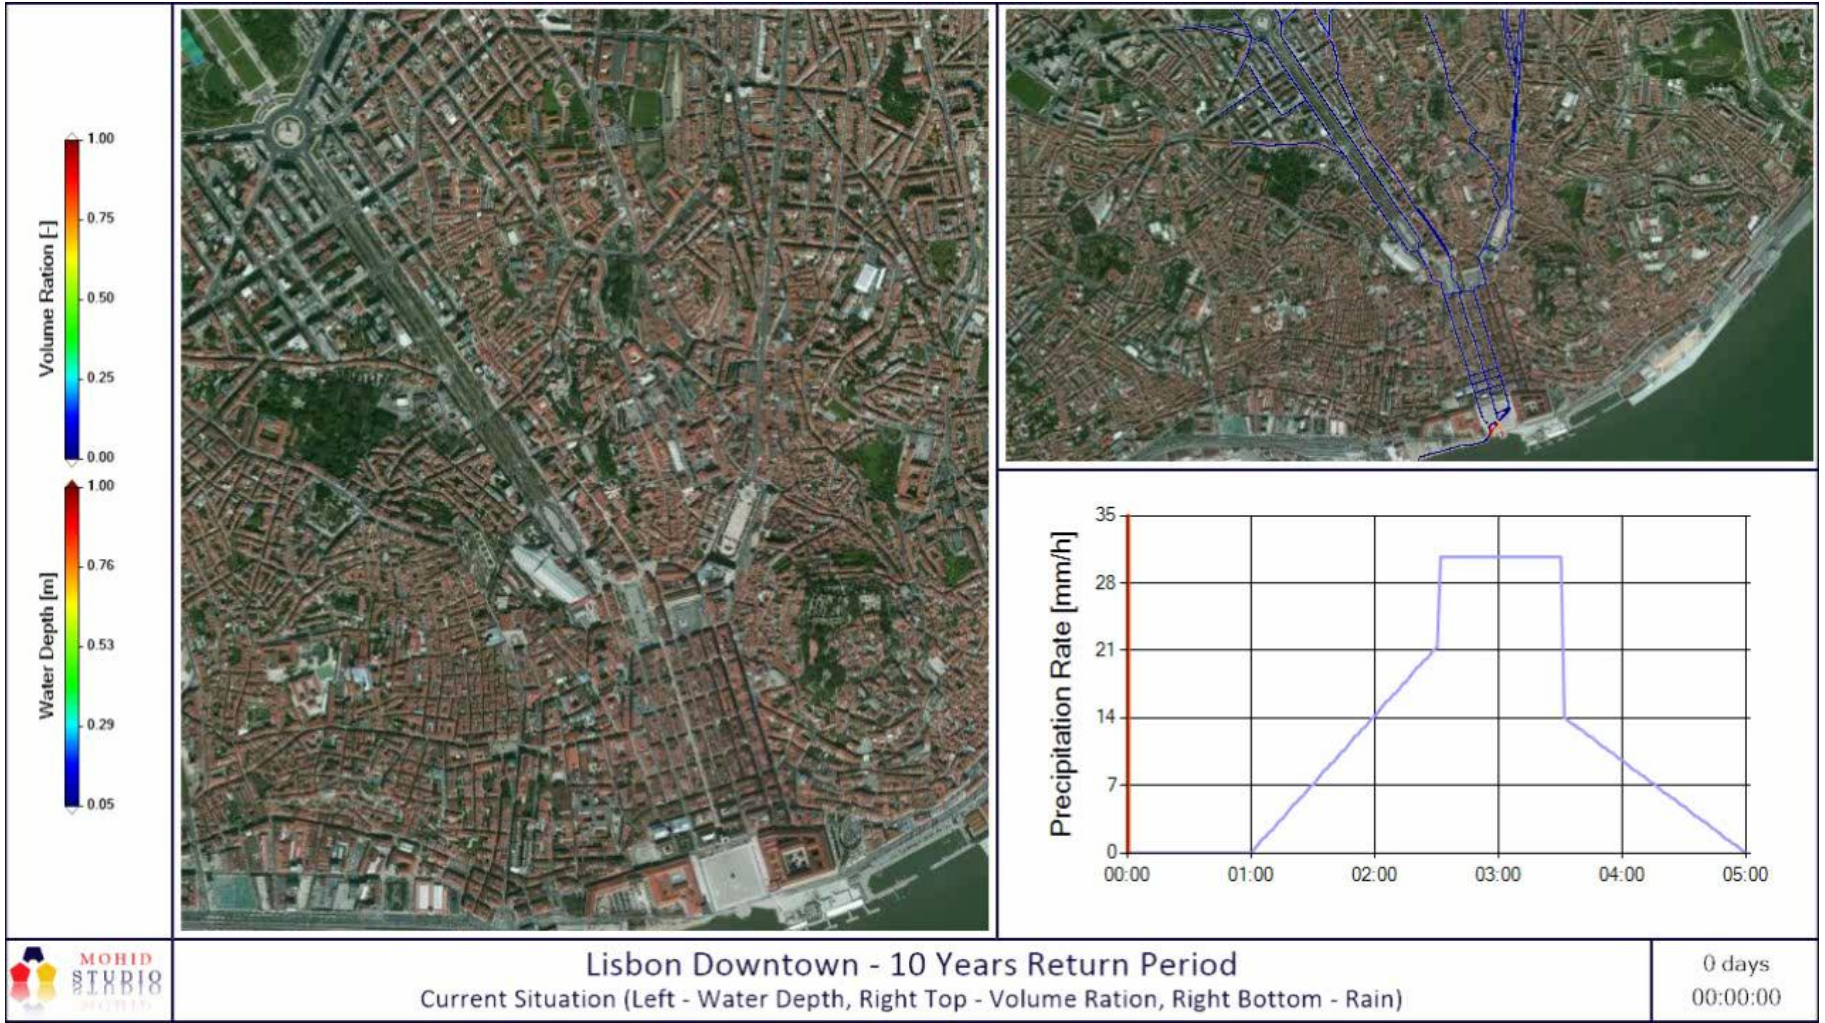 Volume Ration [-]
1.00
0.75
0.50
0.25
0.00
Water Depth [m]
1.00
0.76
0.53
0.29
0.05
Precipitation Rate [mm/h]
35
28
21
14
7
0
00:00 01:00 02:00 03:00 04:00 05:00
MOHID
STUDIO
Lisbon Downtown - 10 Years Return Period
Current Situation (Left - Water Depth, Right Top - Volume Ration, Right Bottom - Rain)
0 days
00:00:00